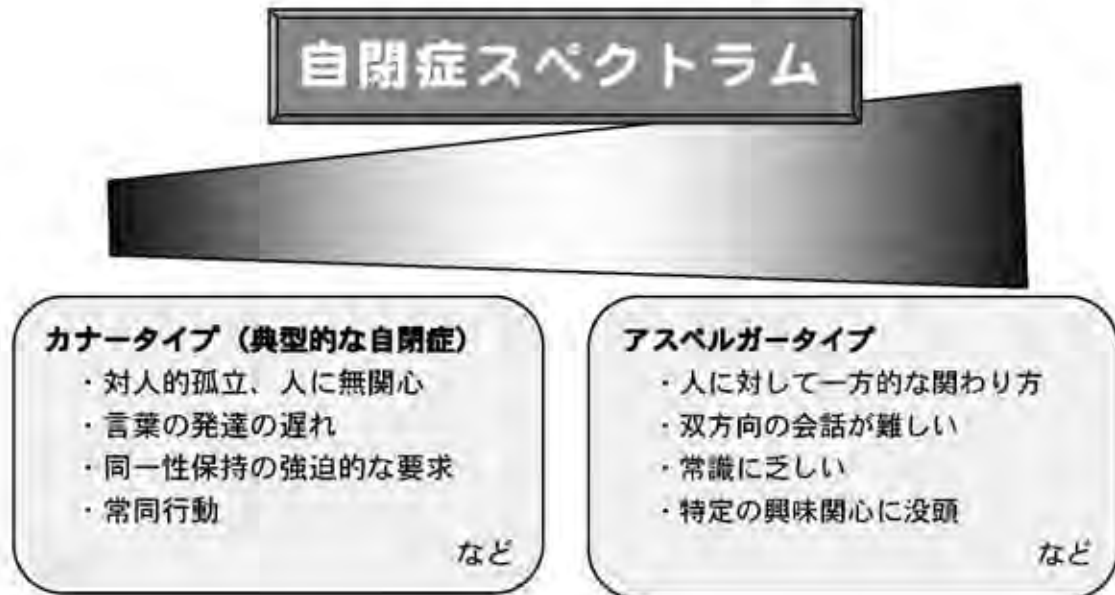 自閉症スペクトラム
カナータイプ（典型的な自閉症）
・対人的孤立、人に無関心
・言葉の発達の遅れ
・同一性保持の強迫的な要求
・常同行動
など
アスペルガータイプ
・人に対して一方的な関わり方
・双方向の会話が難しい
・常識に乏しい
・特定の興味関心に没頭
など